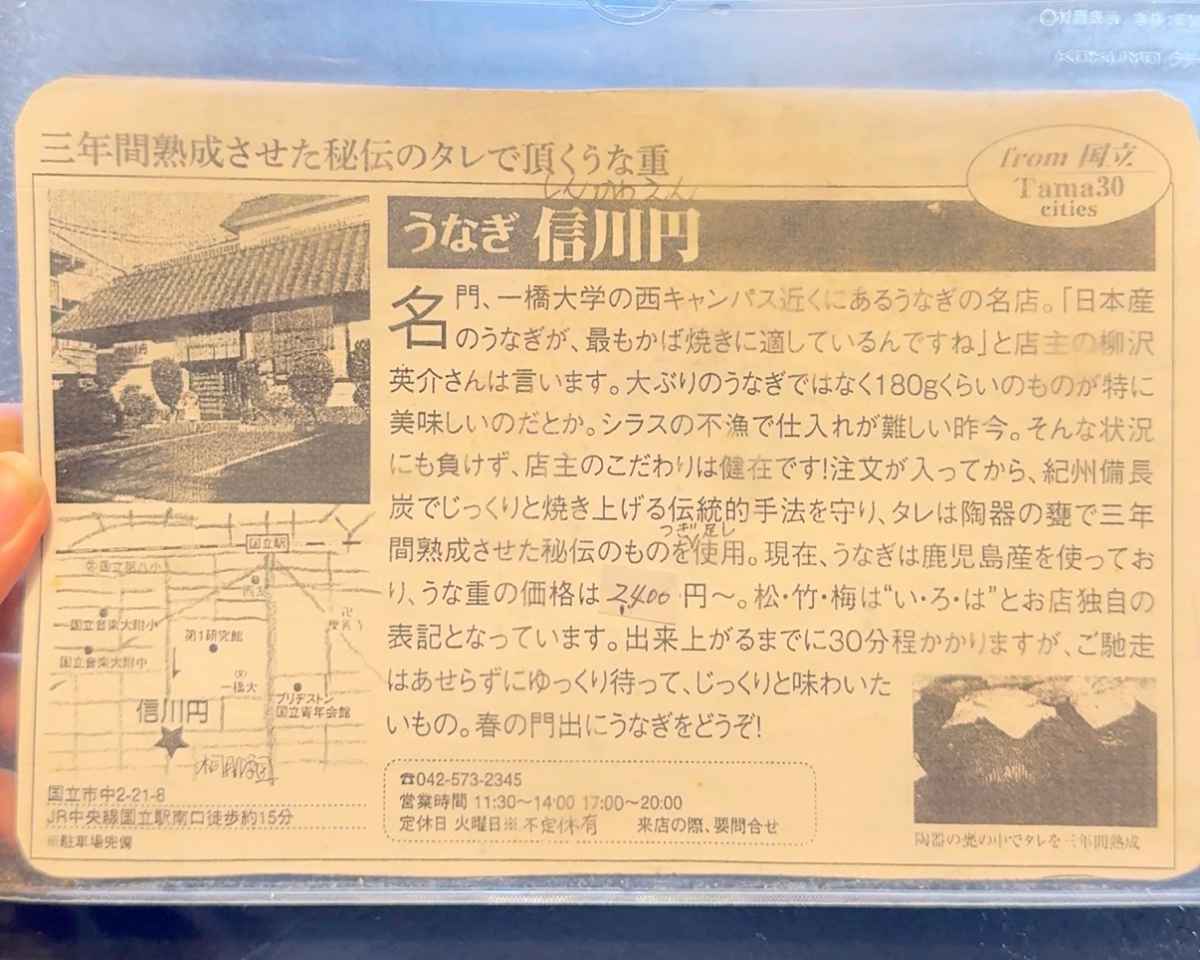 三年間熟成させた秘伝のタレで頂くうな重
from 国立
Tama30
cities
しんかわえん
うなぎ 信川円
名門、一橋大学の西キャンパス近くにあるうなぎの名店。「日本産
のうなぎが、最もかば焼きに適しているんですね」と店主の柳沢
英介さんは言います。大ぶりのうなぎではなく180gくらいのものが特に
美味しいのだとか。シラスの不漁で仕入れが難しい昨今。そんな状況
にも負けず、店主のこだわりは健在です!注文が入ってから、紀州備長
炭でじっくりと焼き上げる伝統的手法を守り、タレは陶器の甕で三年
つぎ足し
間熟成させた秘伝のものを使用。現在、うなぎは鹿児島産を使ってお
り、うな重の価格は 2,400 円〜。松・竹・梅は“い・ろ・は”とお店独自の
表記となっています。出来上がるまでに30分程かかりますが、ご馳走
はあせらずにゆっくり待って、じっくりと味わいた
いもの。春の門出にうなぎをどうぞ!
国立駅
国立音楽大附小
第1研究館
国立音楽大附中
一橋大
ブリヂストン
国立青年会館
信川円
国立市中2-21-8
JR中央線国立駅南口徒歩約15分
※駐車場完備
☎042-573-2345
営業時間 11:30〜14:00 17:00〜20:00
定休日 火曜日※不定休有 来店の際、要問合せ
陶器の甕の中でタレを三年間熟成